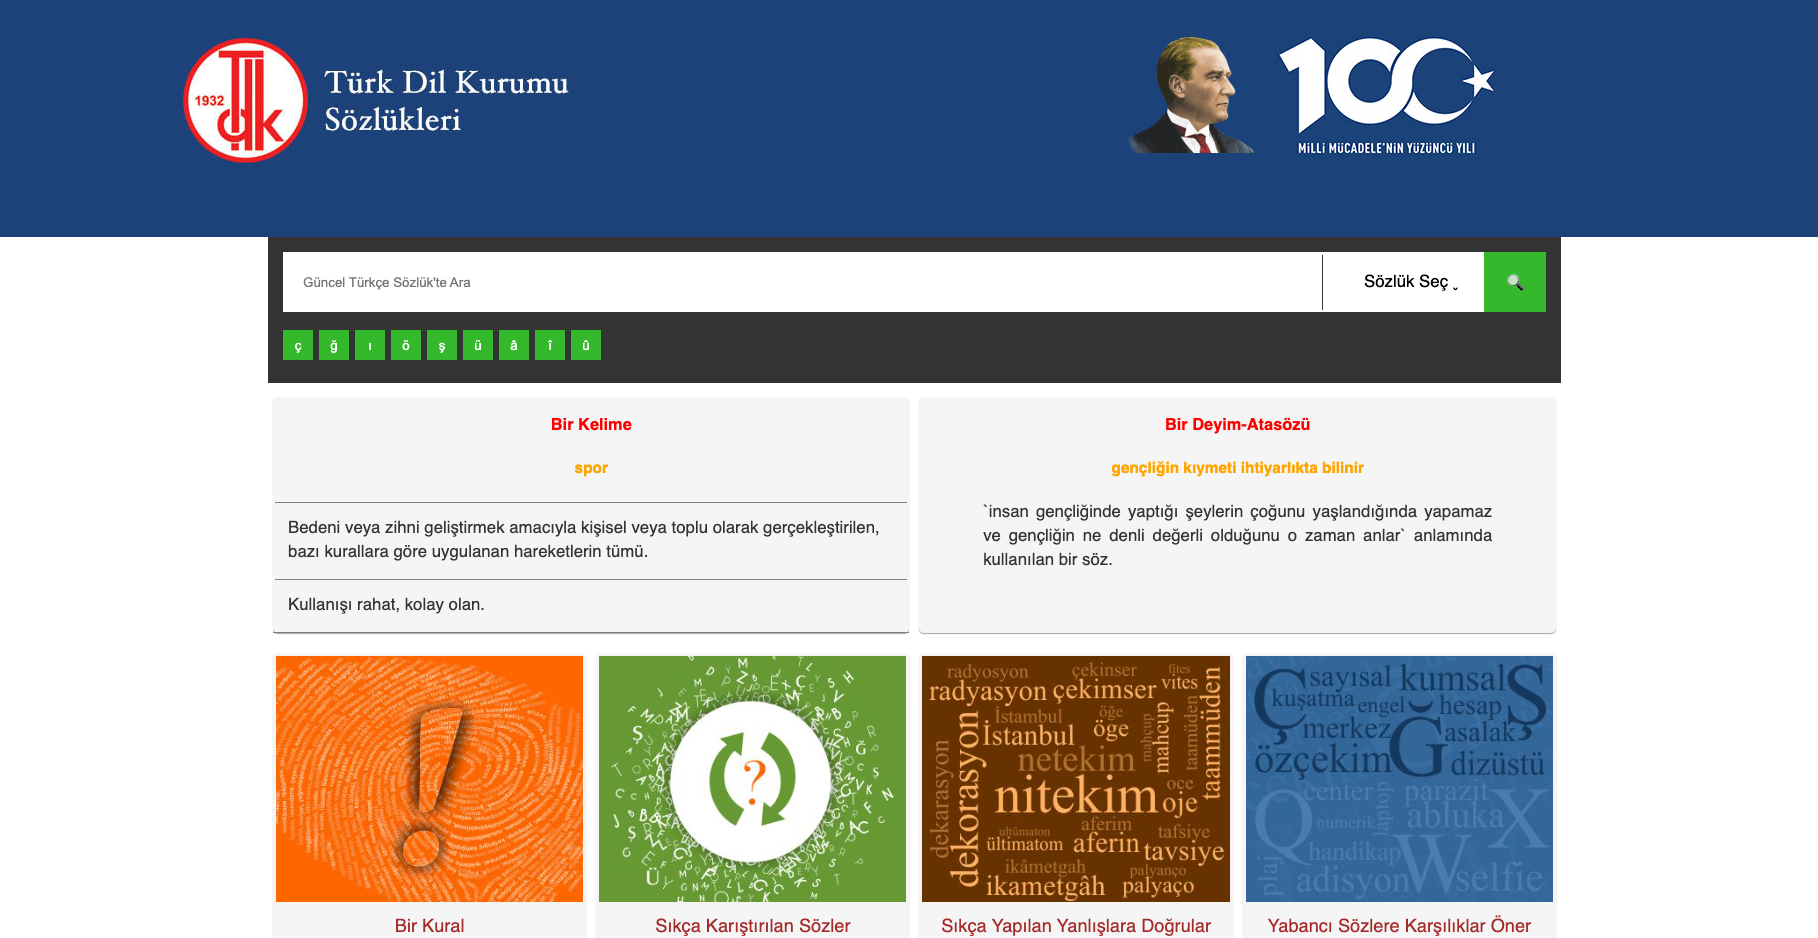 1932
Türk Dil Kurumu
Sözlükleri
100
MİLLİ MÜCADELE'NİN YÜZÜNCÜ YILI
Güncel Türkçe Sözlük'te Ara
Sözlük Seç
ç ğ ı ö ş ü â î û
Bir Kelime
spor
Bedeni veya zihni geliştirmek amacıyla kişisel veya toplu olarak gerçekleştirilen,
bazı kurallara göre uygulanan hareketlerin tümü.
Kullanışı rahat, kolay olan.
Bir Deyim-Atasözü
gençliğin kıymeti ihtiyarlıkta bilinir
`insan gençliğinde yaptığı şeylerin çoğunu yaşlandığında yapamaz
ve gençliğin ne denli değerli olduğunu o zaman anlar` anlamında
kullanılan bir söz.
!
?
radyosyon çekinser fites
radyasyon çekimser vites
İstambul öğe mahçup taamüden
İstanbul öge mahcup taammüden
netekim
nitekim
oçe
oje
dekarasyon
dekorasyon
ultümaton aferim tafsiye
ültimatom aferin tavsiye
ikâmetgah palyanço
ikametgâh palyaço
Ç sayısal kumsal Ş
kuşatma engel hesap
merkez Ğ asalak
özçekim dizüstü
center parazit
Q numerik laptop abluka X
handikap W
plaj adisyon selfie
Bir Kural
Sıkça Karıştırılan Sözler
Sıkça Yapılan Yanlışlara Doğrular
Yabancı Sözlere Karşılıklar Öner